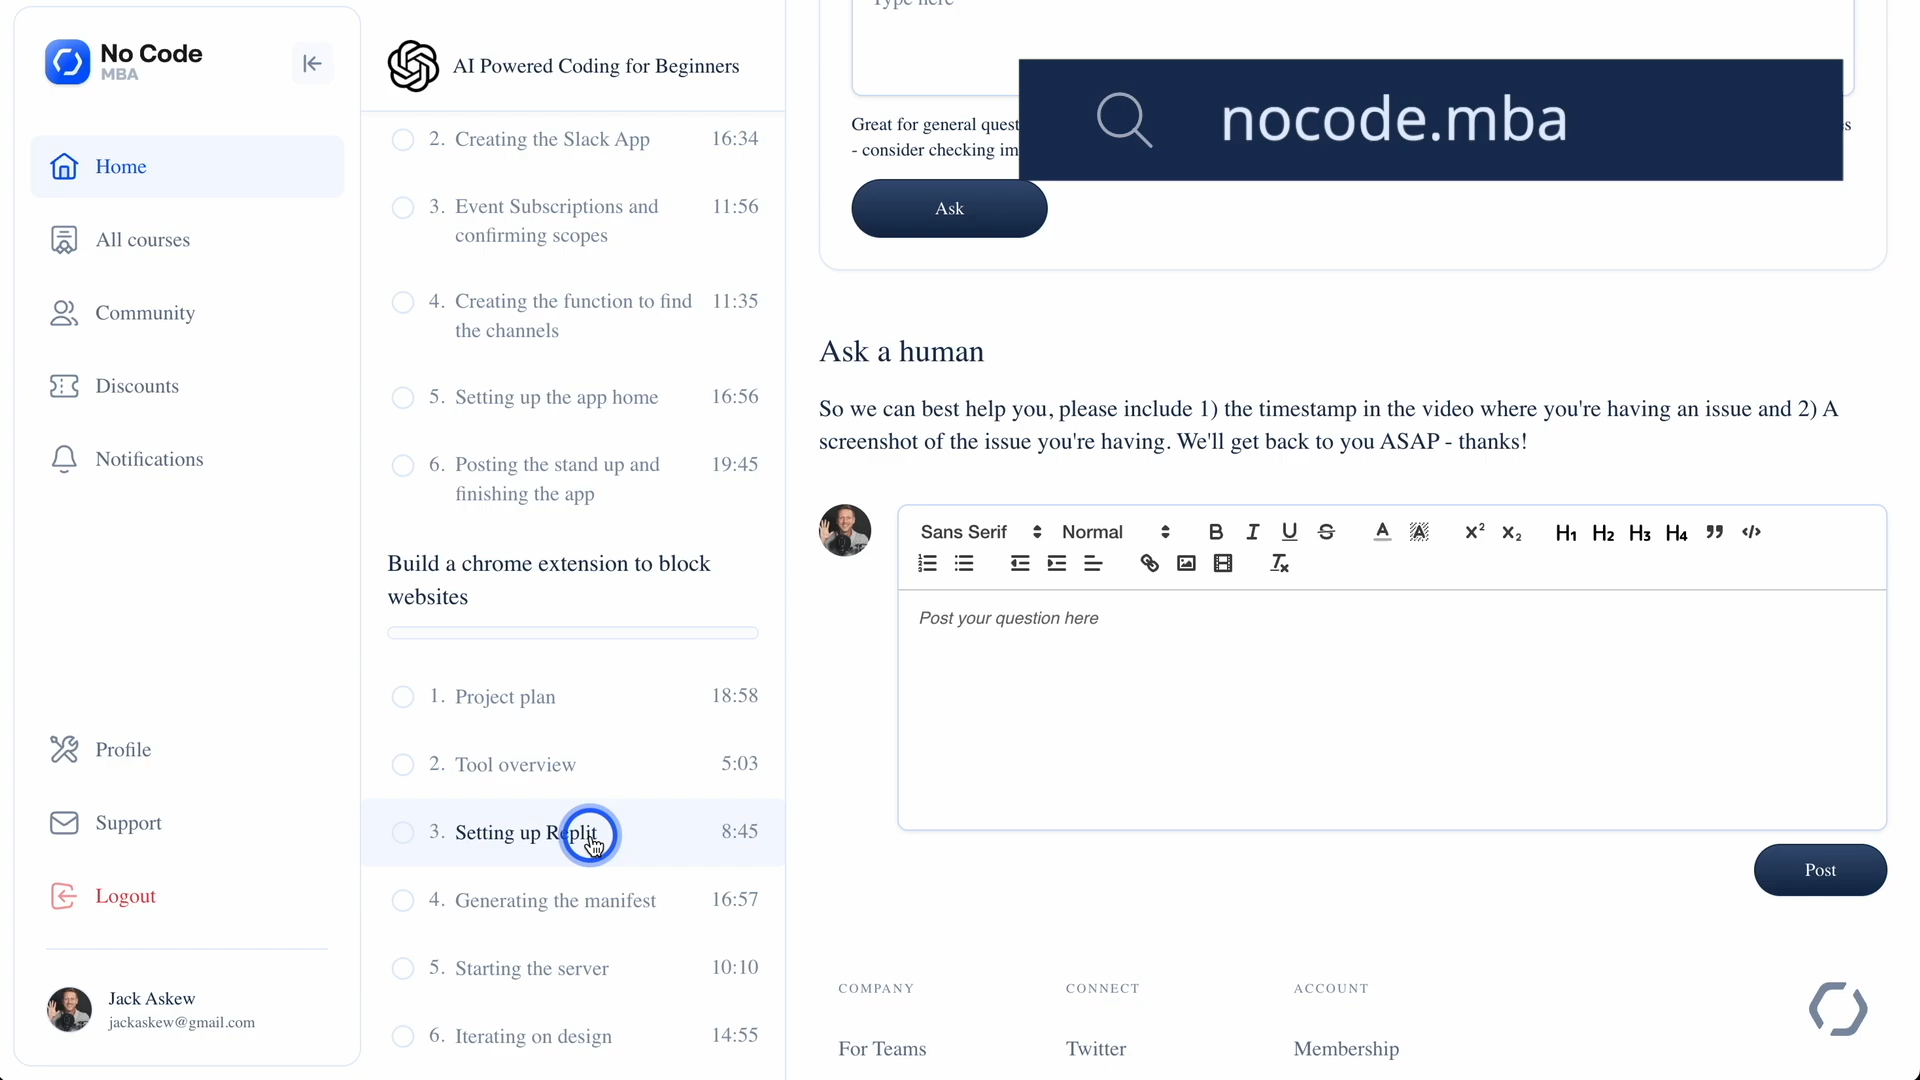 No Code
MBA
Home
All courses
Community
Discounts
Notifications
Profile
Support
Logout
Jack Askew
jackaskew@gmail.com
AI Powered Coding for Beginners
2. Creating the Slack App 16:34
3. Event Subscriptions and 11:56
confirming scopes
4. Creating the function to find 11:35
the channels
5. Setting up the app home 16:56
6. Posting the stand up and 19:45
finishing the app
Build a chrome extension to block
websites
1. Project plan 18:58
2. Tool overview 5:03
3. Setting up Replit 8:45
4. Generating the manifest 16:57
5. Starting the server 10:10
6. Iterating on design 14:55
Type here
nocode.mba
Great for general quest
- consider checking im
Ask
Ask a human
So we can best help you, please include 1) the timestamp in the video where you're having an issue and 2) A
screenshot of the issue you're having. We'll get back to you ASAP - thanks!
Sans Serif Normal B I U S A A X² X₂ H1 H2 H3 H4
Post your question here
Post
COMPANY CONNECT ACCOUNT
For Teams Twitter Membership